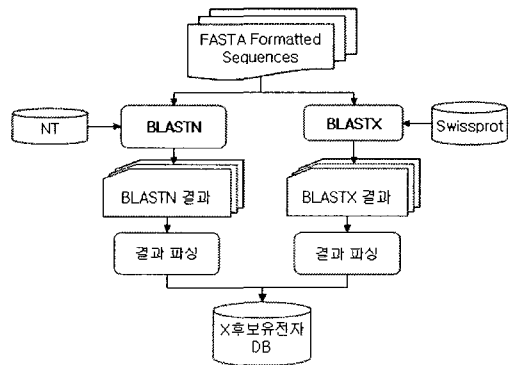 FASTA Formatted
Sequences
NT
BLASTN
BLASTX
Swissprot
BLASTN 결과
BLASTX 결과
결과 파싱
결과 파싱
X후보유전자
DB